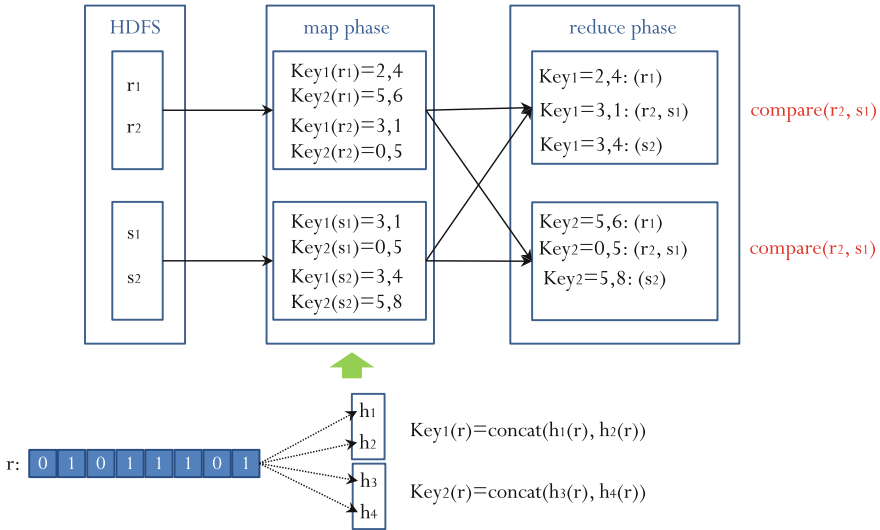 HDFS
map phase
reduce phase
r1
r2
Key1(r1)=2,4
Key2(r1)=5,6
Key1(r2)=3,1
Key2(r2)=0,5
Key1=2,4: (r1)
Key1=3,1: (r2, s1)
Key1=3,4: (s2)
compare(r2, s1)
s1
s2
Key1(s1)=3,1
Key2(s1)=0,5
Key1(s2)=3,4
Key2(s2)=5,8
Key2=5,6: (r1)
Key2=0,5: (r2, s1)
Key2=5,8: (s2)
compare(r2, s1)
r: 0 1 0 1 1 1 0 1
h1
h2
Key1(r)=concat(h1(r), h2(r))
h3
h4
Key2(r)=concat(h3(r), h4(r))